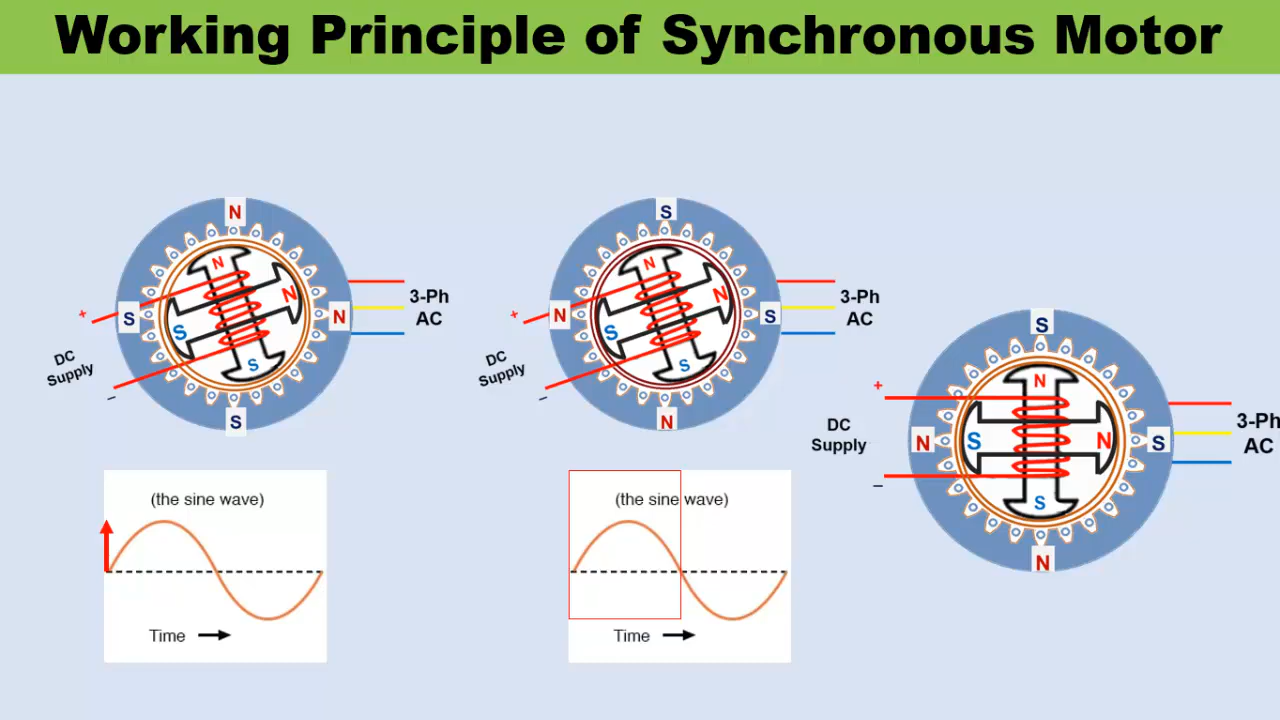 Working Principle of Synchronous Motor
N
S
N
S
N
N
S
S
+
−
DC
Supply
3-Ph
AC
(the sine wave)
Time
S
N
S
N
N
N
S
S
+
−
DC
Supply
3-Ph
AC
(the sine wave)
Time
S
N
S
N
N
S
N
S
+
−
DC
Supply
3-Ph
AC